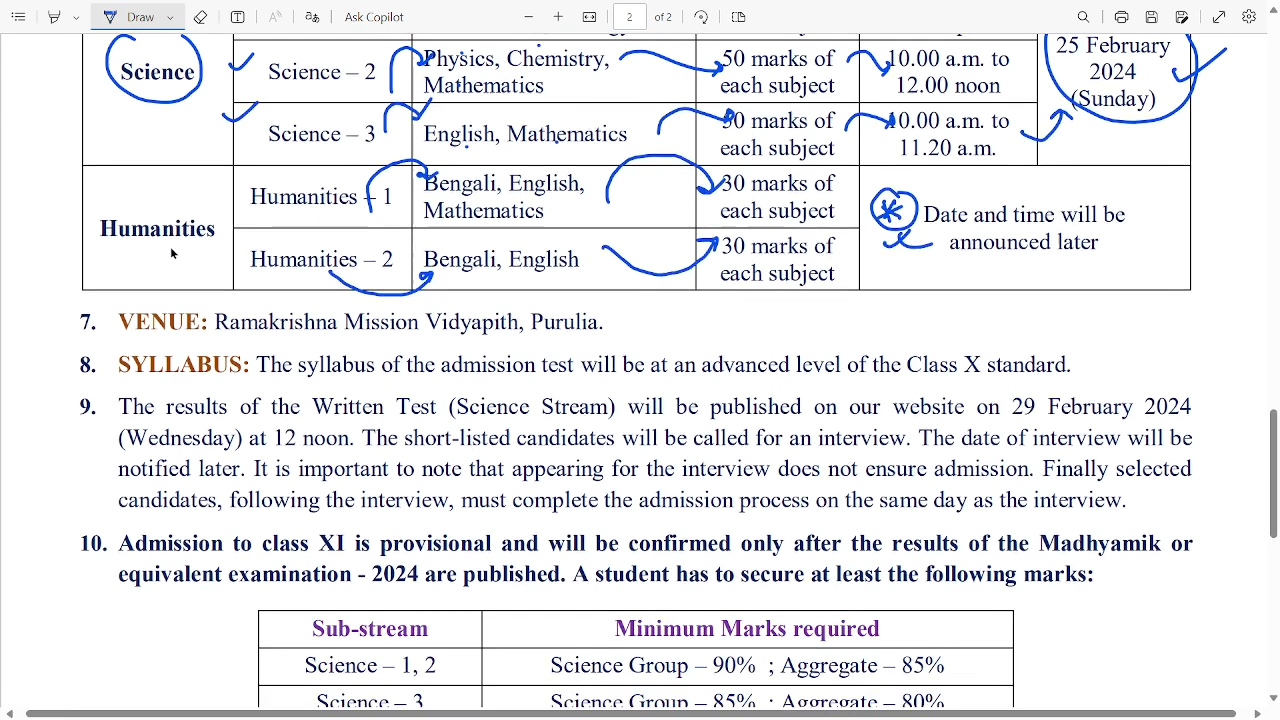 Draw
Ask Copilot
2 of 2
Science
Science – 2
Physics, Chemistry,
Mathematics
50 marks of
each subject
10.00 a.m. to
12.00 noon
25 February
2024
(Sunday)
Science – 3
English, Mathematics
50 marks of
each subject
10.00 a.m. to
11.20 a.m.
Humanities
Humanities – 1
Bengali, English,
Mathematics
30 marks of
each subject
* Date and time will be
announced later
Humanities – 2
Bengali, English
30 marks of
each subject
7. VENUE: Ramakrishna Mission Vidyapith, Purulia.
8. SYLLABUS: The syllabus of the admission test will be at an advanced level of the Class X standard.
9. The results of the Written Test (Science Stream) will be published on our website on 29 February 2024
(Wednesday) at 12 noon. The short-listed candidates will be called for an interview. The date of interview will be
notified later. It is important to note that appearing for the interview does not ensure admission. Finally selected
candidates, following the interview, must complete the admission process on the same day as the interview.
10. Admission to class XI is provisional and will be confirmed only after the results of the Madhyamik or
equivalent examination - 2024 are published. A student has to secure at least the following marks:
Sub-stream Minimum Marks required
Science – 1, 2 Science Group – 90% ; Aggregate – 85%
Science – 3 Science Group – 85% ; Aggregate – 80%